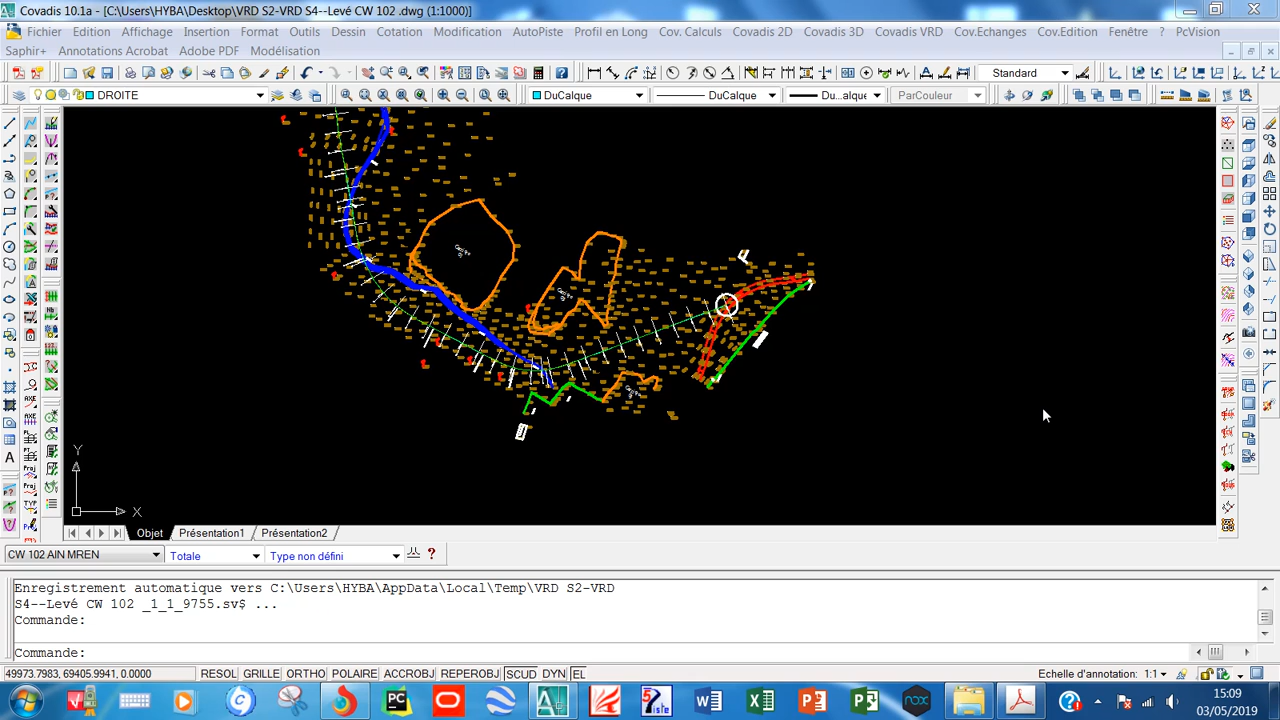 Covadis 10.1a - [C:\Users\HYBA\Desktop\VRD S2-VRD S4--Levé CW 102 .dwg (1:1000)]
Fichier Edition Affichage Insertion Format Outils Dessin Cotation Modification AutoPiste Profil en Long Cov. Calculs Covadis 2D Covadis 3D Covadis VRD Cov.Echanges Cov.Edition Fenêtre ? PcVision
Saphir+ Annotations Acrobat Adobe PDF Modélisation
Standard
DROITE DuCalque DuCalque Du...alque ParCouleur
Y
X
Objet Présentation1 Présentation2
CW 102 AIN MREN Totale Type non défini
Enregistrement automatique vers C:\Users\HYBA\AppData\Local\Temp\VRD S2-VRD
S4--Levé CW 102 _1_1_9755.sv$ ...
Commande:
Commande:
49973.7983, 69405.9941, 0.0000 RESOL GRILLE ORTHO POLAIRE ACCROBJ REPEROBJ SCUD DYN EL Echelle d'annotation: 1:1
15:09
03/05/2019